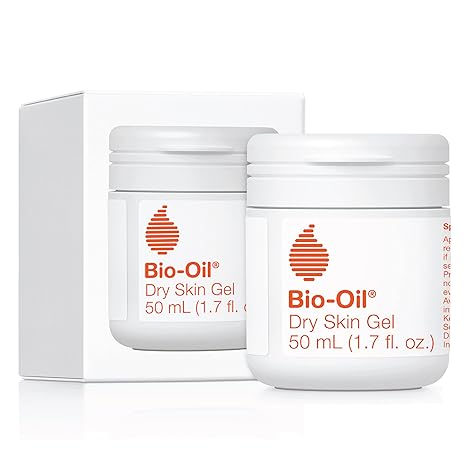 Bio-Oil®
Dry Skin Gel
50 mL (1.7 fl.
Bio-Oil®
Dry Skin Gel
50 mL (1.7 fl. oz.)